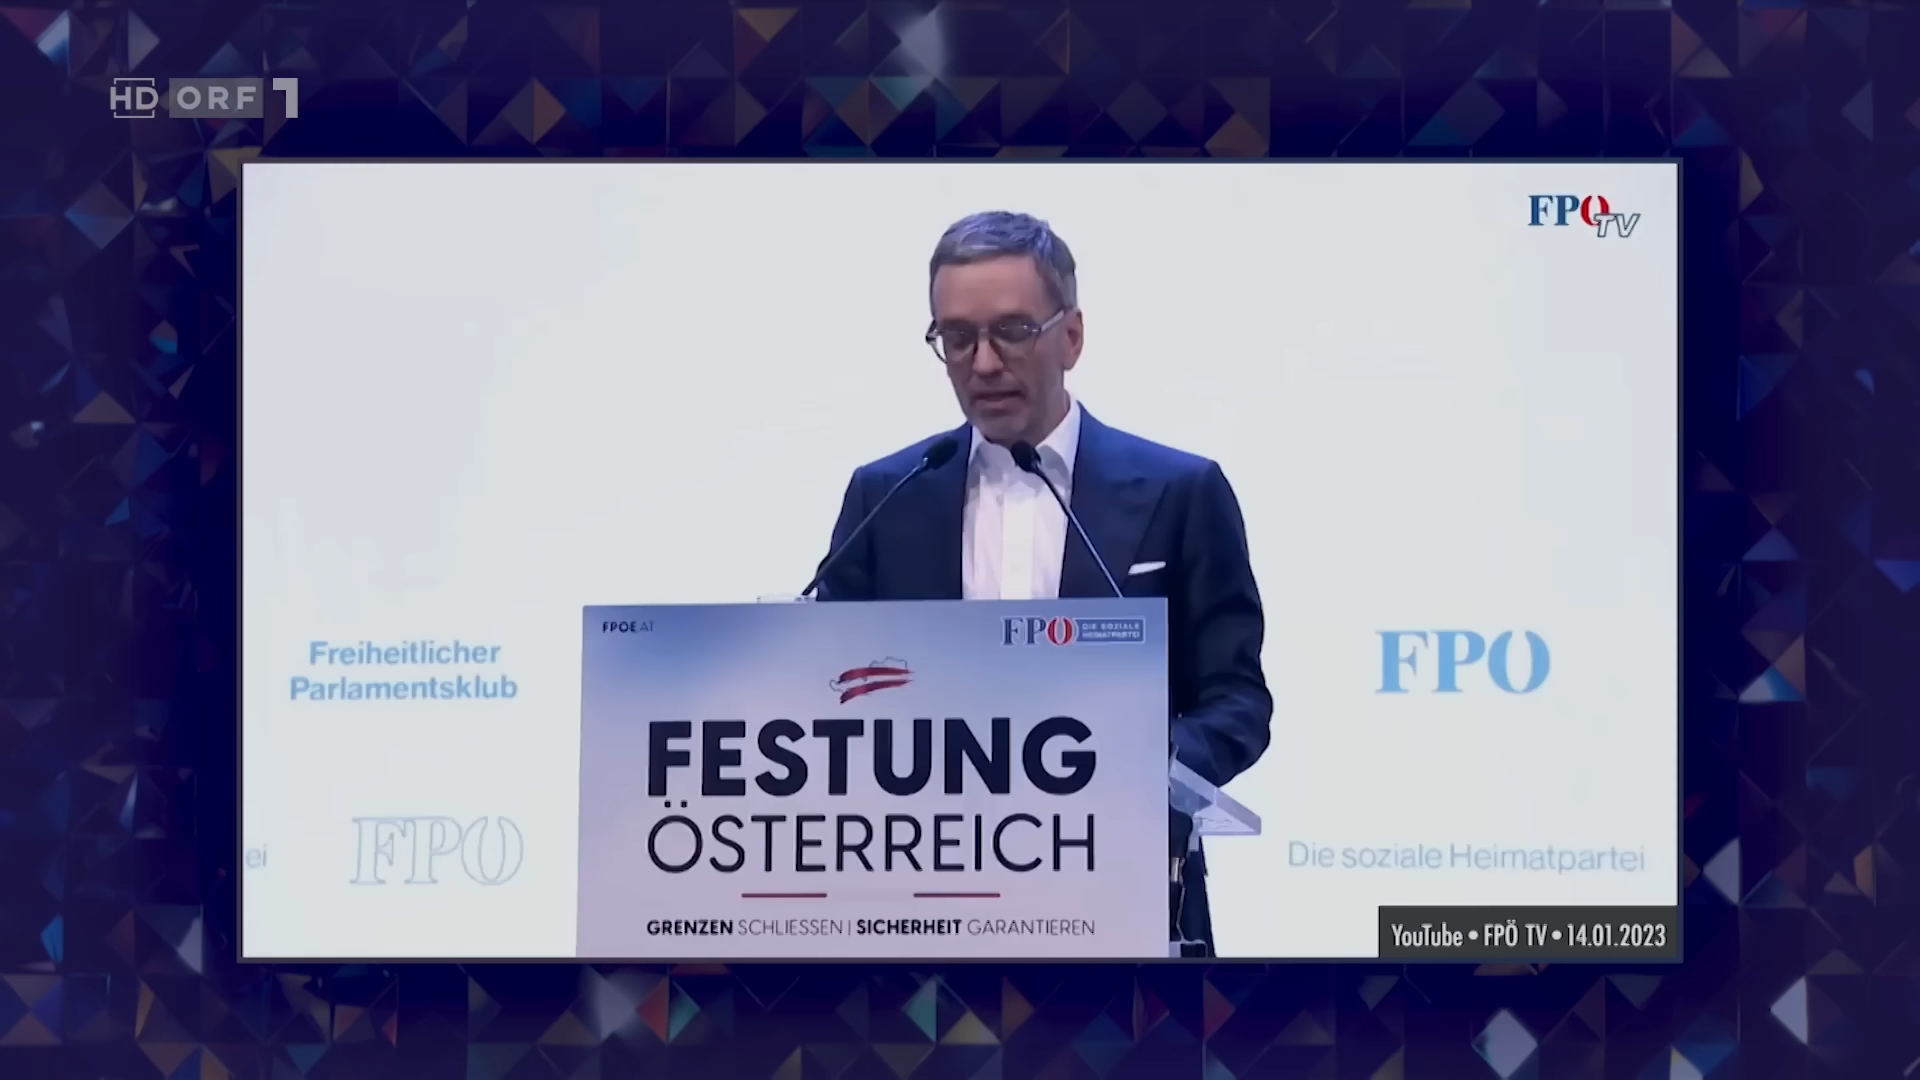 HD ORF 1
FPÖ TV
FPOE.AT
FPÖ DIE SOZIALE
HEIMATPARTEI
Freiheitlicher
Parlamentsklub
FPÖ
FESTUNG
ÖSTERREICH
GRENZEN SCHLIESSEN | SICHERHEIT GARANTIEREN
ei
FPÖ
Die soziale Heimatpartei
YouTube • FPÖ TV • 14.01.2023